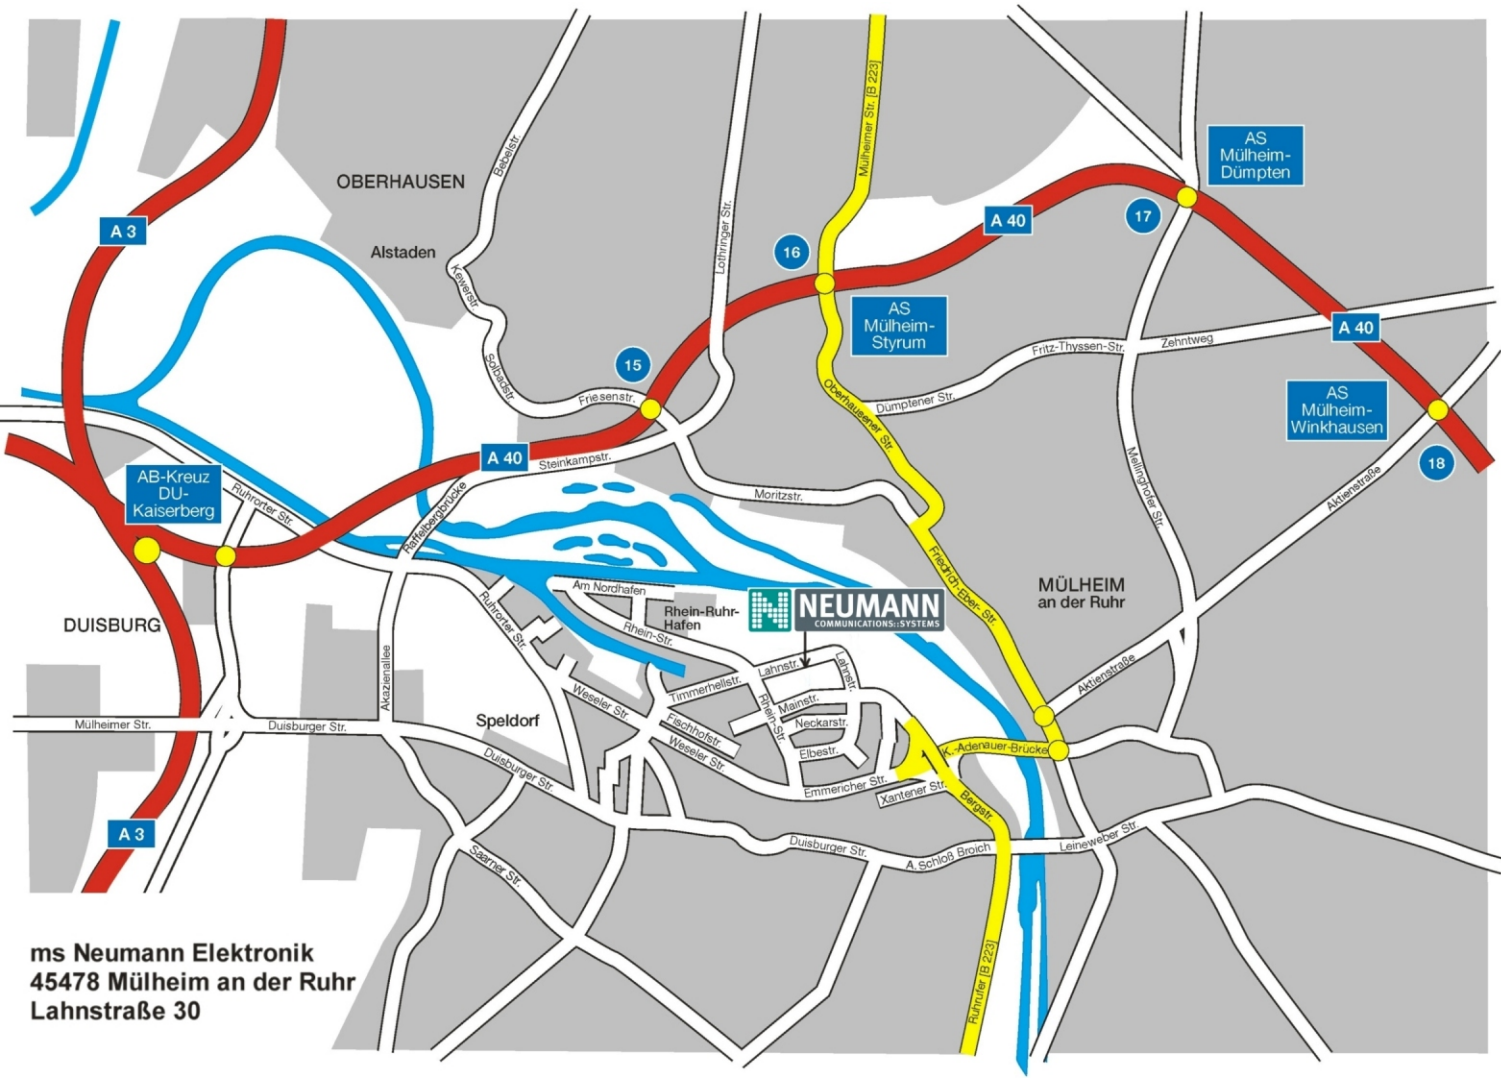 Mülheimer Str. [B 223]
AS
Mülheim-
Dümpten
Bebelstr.
OBERHAUSEN
A 3
17
A 40
Lothringer Str.
Alstaden
16
Kewerstr.
AS
Mülheim-
Styrum
A 40
Zehntweg
Fritz-Thyssen-Str.
15
Solbadstr.
Friesenstr.
Oberhausener Str.
Dümptener Str.
AS
Mülheim-
Winkhausen
A 40
Steinkampstr.
18
AB-Kreuz
DU-
Kaiserberg
Ruhrorter Str.
Raffelbergbrücke
Moritzstr.
Mellinghofer Str.
Aktienstraße
Friedrich-Eber- Str.
MÜLHEIM
an der Ruhr
Am Nordhafen
Rhein-Ruhr-
Hafen
N NEUMANN
COMMUNICATIONS::SYSTEMS
DUISBURG
Ruhrorter Str.
Rhein-Str.
Akazienallee
Lahnstr.
Lahnstr.
Timmerhellstr.
Aktienstraße
Weseler Str.
Mainstr.
Rhein-Str.
Mülheimer Str.
Duisburger Str.
Speldorf
Fischhofstr.
Neckarstr.
Weseler Str.
Elbestr.
K.-Adenauer-Brücke
Duisburger Str.
Emmericher Str.
Xantener Str.
Bergstr.
A 3
Duisburger Str.
A. Schloß Broich
Leineweber Str.
Saarner Str.
Ruhrufer [B 223]
ms Neumann Elektronik
45478 Mülheim an der Ruhr
Lahnstraße 30